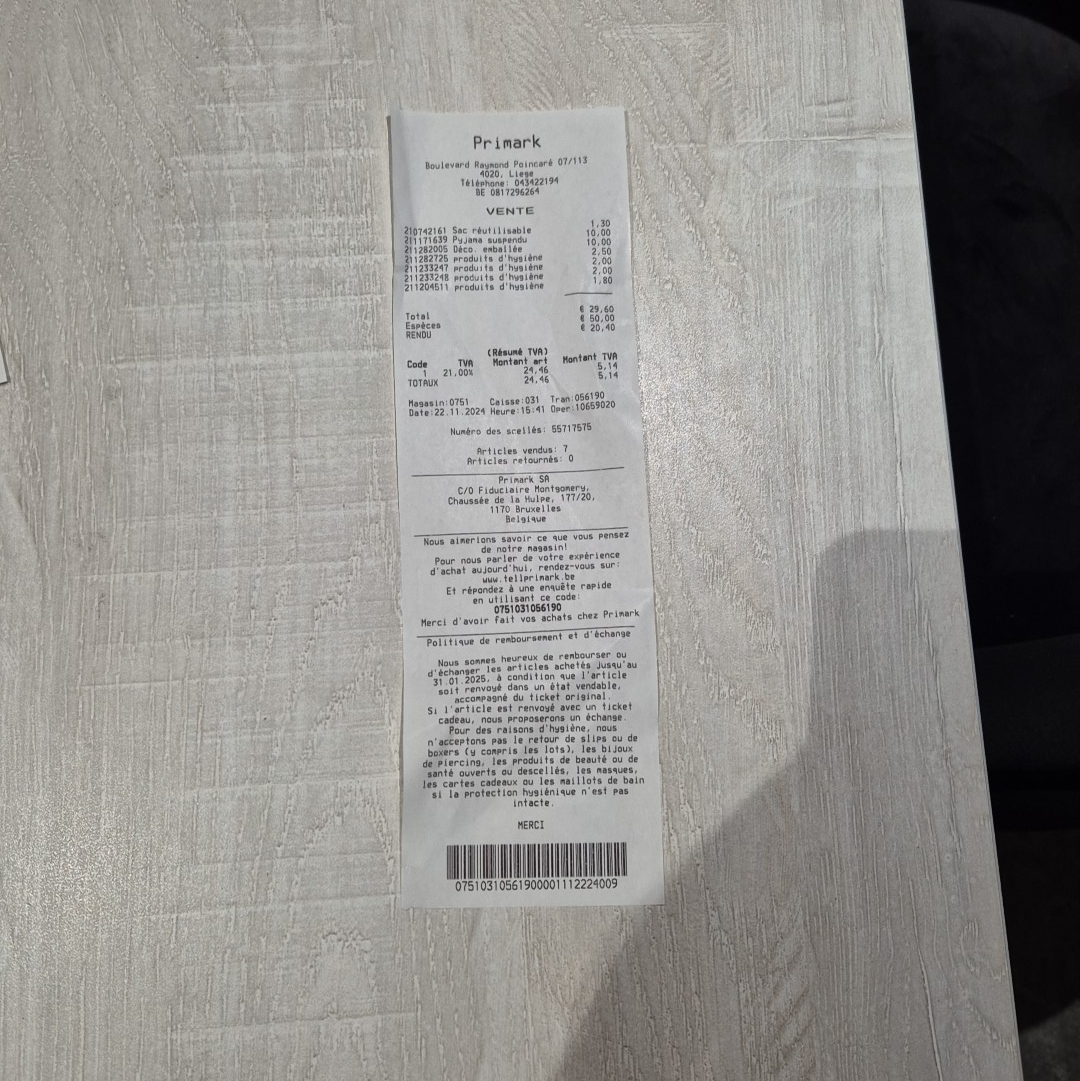 Primark
Boulevard Raymond Poincaré 07/113
4020, Liege
Téléphone: 043422194
BE 0817296264
VENTE
210742161 Sac réutilisable 1,30
211171639 Pyjama suspendu 10,00
211282005 Déco. emballée 10,00
211282725 produits d'hygiène 2,50
211233247 produits d'hygiène 2,00
211233248 produits d'hygiène 2,00
211204511 produits d'hygiène 1,80
Total € 29,60
Espèces € 50,00
RENDU € 20,40
(Résumé TVA)
Code TVA Montant art Montant TVA
1 21,00% 24,46 5,14
TOTAUX 24,46 5,14
Magasin:0751 Caisse:031 Tran:056190
Date:22.11.2024 Heure:15:41 Oper:10659020
Numéro des scellés: 55717575
Articles vendus: 7
Articles retournés: 0
Primark SA
C/O Fiduciaire Montgomery,
Chaussée de la Hulpe, 177/20,
1170 Bruxelles
Belgique
Nous aimerions savoir ce que vous pensez
de notre magasin!
Pour nous parler de votre expérience
d'achat aujourd'hui, rendez-vous sur:
www.tellprimark.be
Et répondez à une enquête rapide
en utilisant ce code:
0751031056190
Merci d'avoir fait vos achats chez Primark
Politique de remboursement et d'échange
Nous sommes heureux de rembourser ou
d'échanger les articles achetés jusqu'au
31.01.2025, à condition que l'article
soit renvoyé dans un état vendable,
accompagné du ticket original.
Si l'article est renvoyé avec un ticket
cadeau, nous proposerons un échange.
Pour des raisons d'hygiène, nous
n'acceptons pas le retour de slips ou de
boxers (y compris les lots), les bijoux
de piercing, les produits de beauté ou de
santé ouverts ou descellés, les masques,
les cartes cadeaux ou les maillots de bain
si la protection hygiénique n'est pas
intacte.
MERCI
07510310561900001112224009